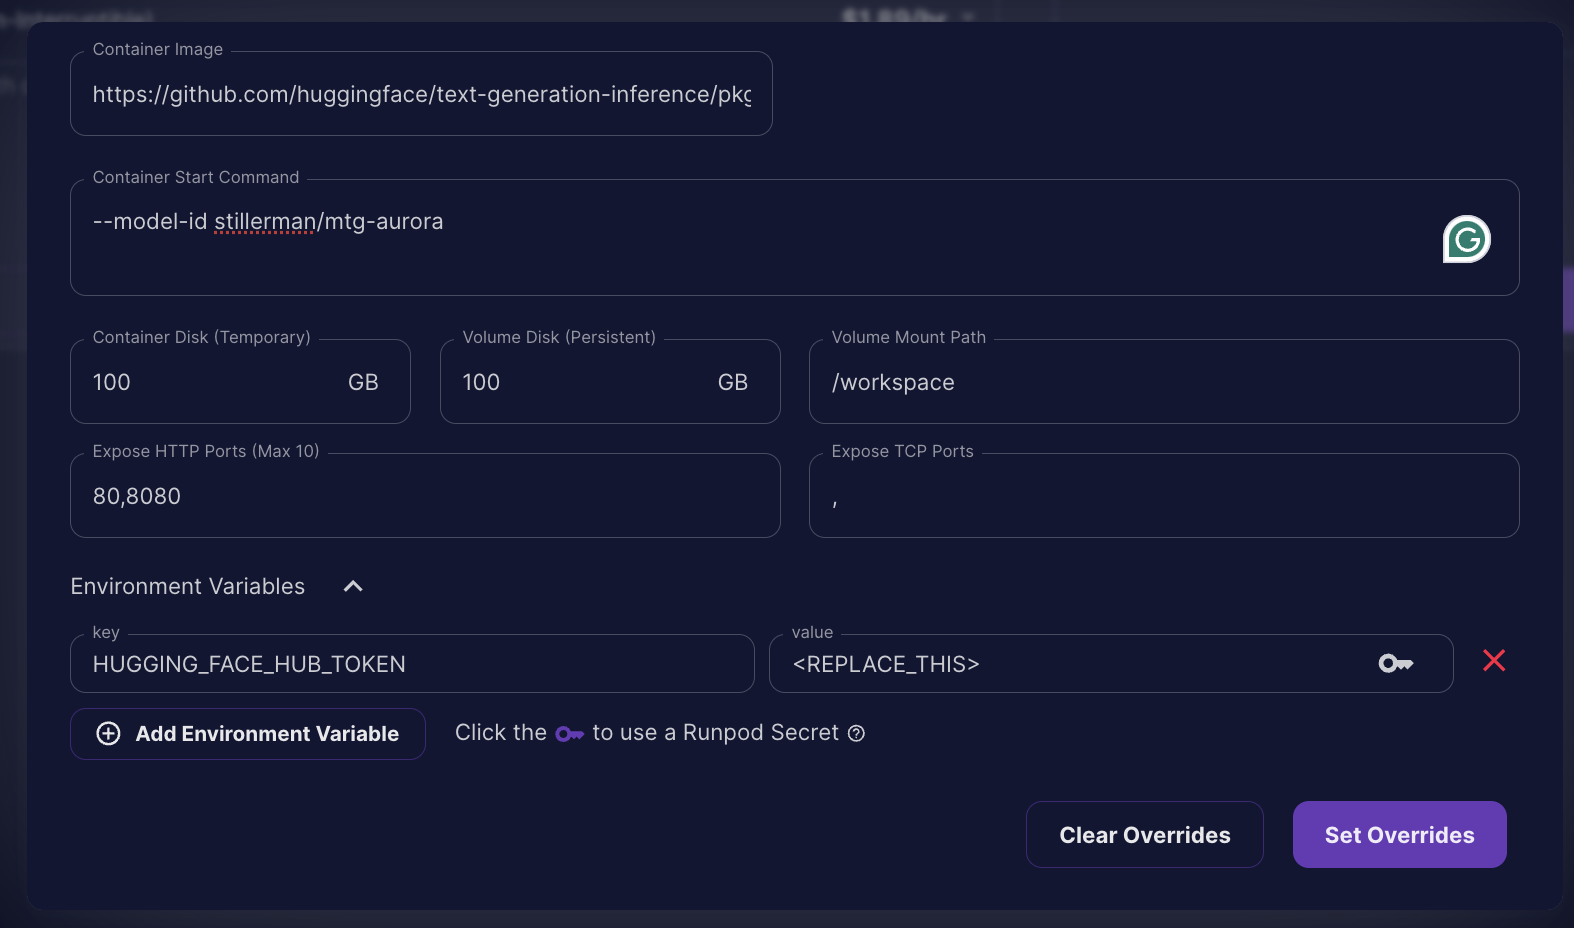 $1.89/hr
Container Image
https://github.com/huggingface/text-generation-inference/pkg
Container Start Command
--model-id stillerman/mtg-aurora
Container Disk (Temporary)
100 GB
Volume Disk (Persistent)
100 GB
Volume Mount Path
/workspace
Expose HTTP Ports (Max 10)
80,8080
Expose TCP Ports
,
Environment Variables
key
HUGGING_FACE_HUB_TOKEN
value
<REPLACE_THIS>
Add Environment Variable
Click the to use a Runpod Secret
Clear Overrides
Set Overrides